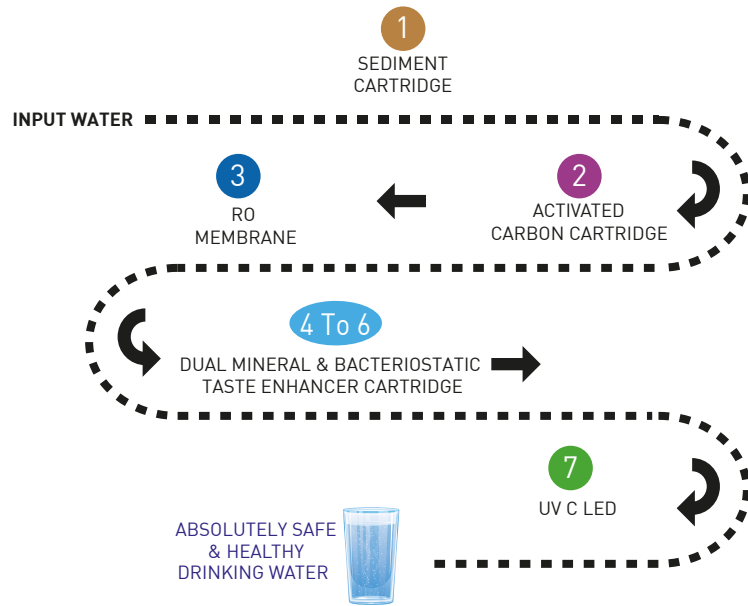 1
SEDIMENT
CARTRIDGE
INPUT WATER
3
RO
MEMBRANE
2
ACTIVATED
CARBON CARTRIDGE
4 To 6
DUAL MINERAL & BACTERIOSTATIC
TASTE ENHANCER CARTRIDGE
7
UV C LED
ABSOLUTELY SAFE
& HEALTHY
DRINKING WATER